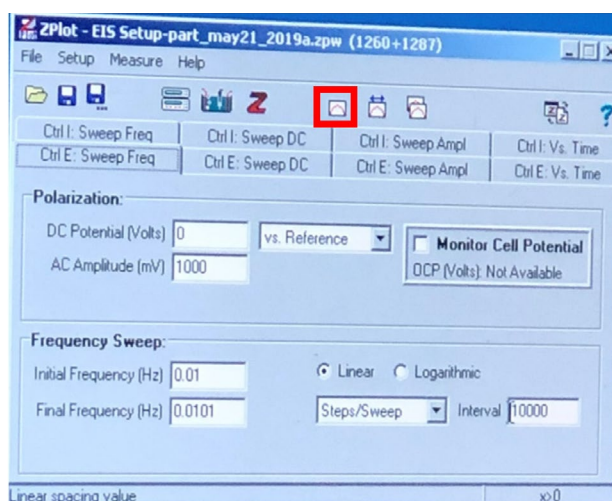 ZPlot - EIS Setup-part_may21_2019a.zpw (1260+1287)
File Setup Measure Help
Z
?
Ctrl I: Sweep Freq Ctrl I: Sweep DC Ctrl I: Sweep Ampl Ctrl I: Vs. Time
Ctrl E: Sweep Freq Ctrl E: Sweep DC Ctrl E: Sweep Ampl Ctrl E: Vs. Time
Polarization:
DC Potential (Volts) 0 vs. Reference Monitor Cell Potential
AC Amplitude (mV) 1000 OCP (Volts): Not Available
Frequency Sweep:
Initial Frequency (Hz) 0.01 Linear Logarithmic
Final Frequency (Hz) 0.0101 Steps/Sweep Interval 10000
Linear spacing value x>0